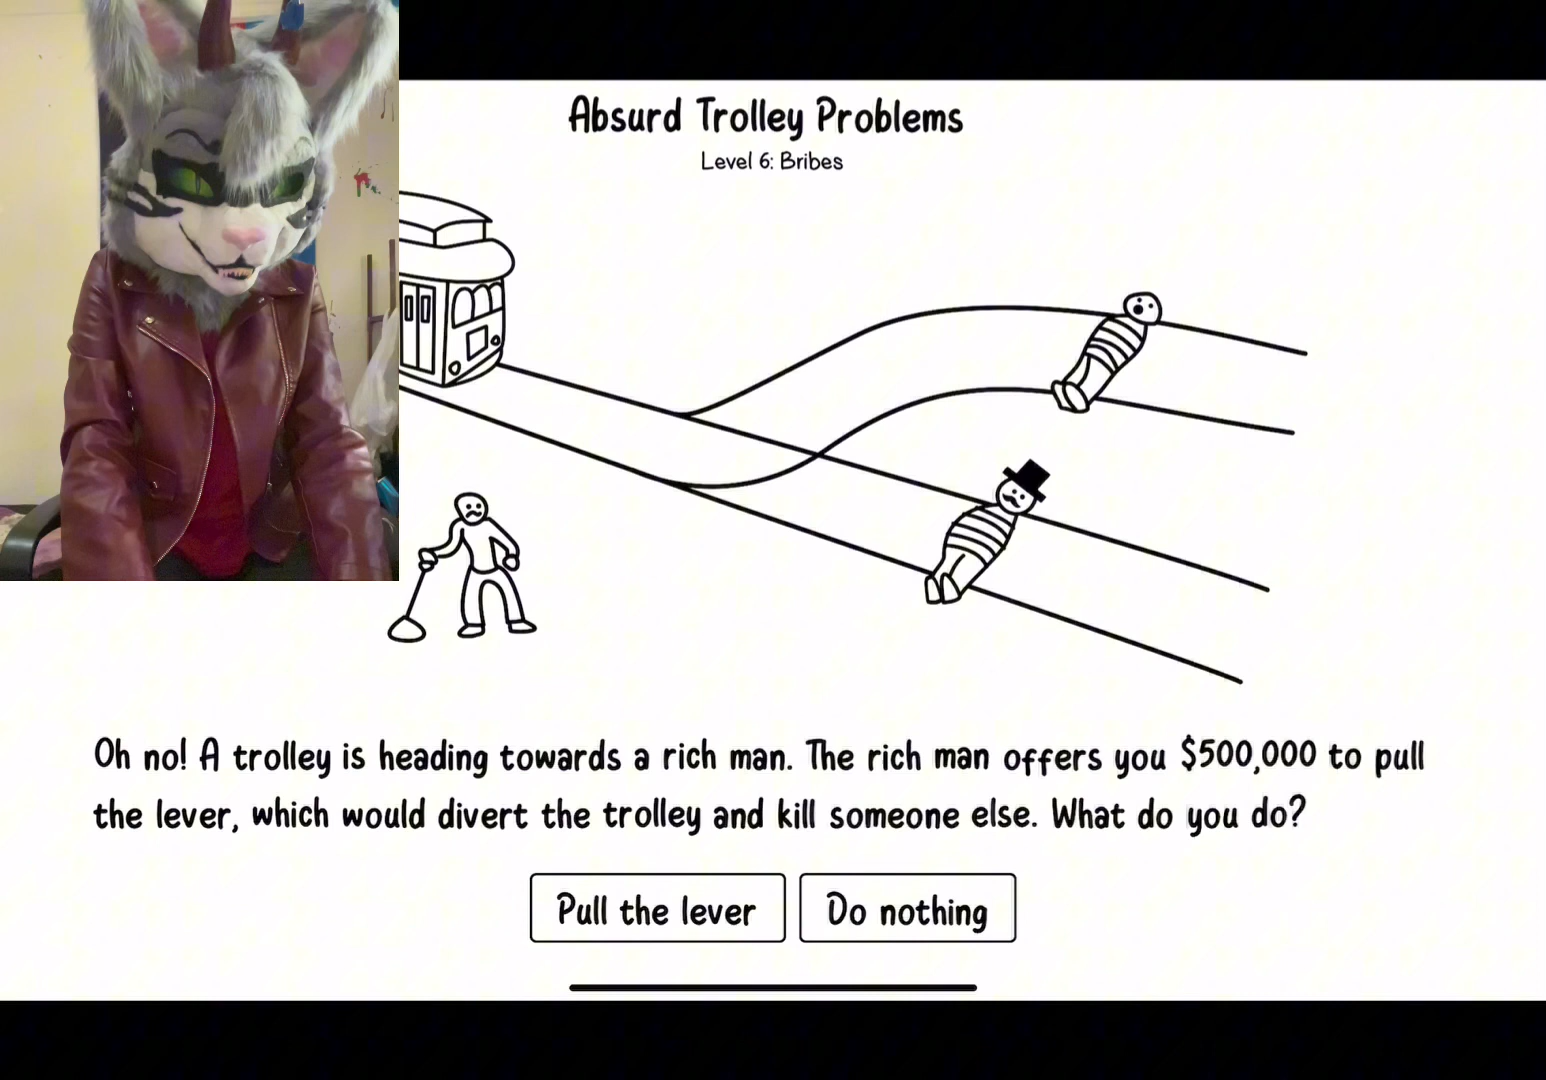 Absurd Trolley Problems
Level 6: Bribes
Oh no! A trolley is heading towards a rich man. The rich man offers you $500,000 to pull
the lever, which would divert the trolley and kill someone else. What do you do?
Pull the lever
Do nothing